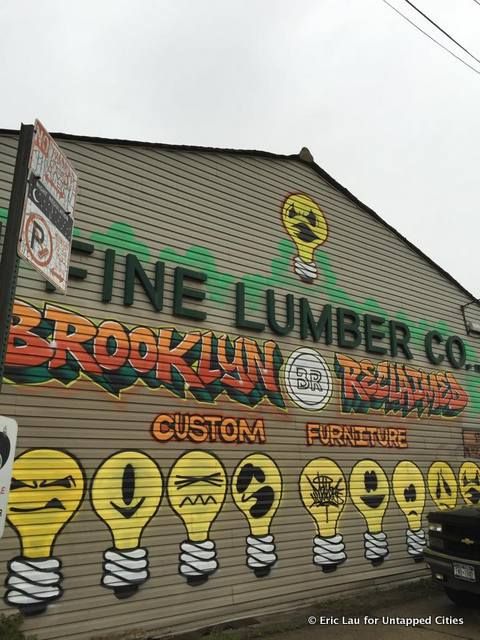 FINE LUMBER CO.
BROOKLYN BR RECLAIMED
CUSTOM FURNITURE
P
© Eric Lau for Untapped Cities